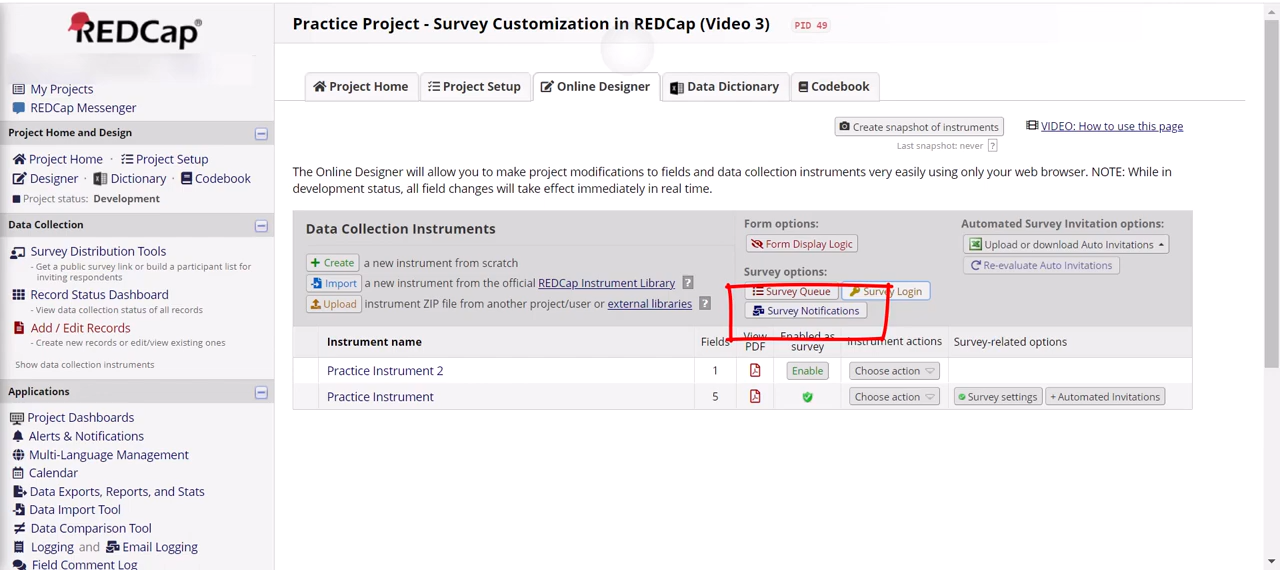 REDCap®
My Projects
REDCap Messenger
Project Home and Design
Project Home · Project Setup
Designer · Dictionary · Codebook
Project status: Development
Data Collection
Survey Distribution Tools
- Get a public survey link or build a participant list for
inviting respondents
Record Status Dashboard
- View data collection status of all records
Add / Edit Records
- Create new records or edit/view existing ones
Show data collection instruments
Applications
Project Dashboards
Alerts & Notifications
Multi-Language Management
Calendar
Data Exports, Reports, and Stats
Data Import Tool
Data Comparison Tool
Logging and Email Logging
Field Comment Log
Practice Project - Survey Customization in REDCap (Video 3) PID 49
Project Home Project Setup Online Designer Data Dictionary Codebook
Create snapshot of instruments VIDEO: How to use this page
Last snapshot: never ?
The Online Designer will allow you to make project modifications to fields and data collection instruments very easily using only your web browser. NOTE: While in
development status, all field changes will take effect immediately in real time.
Data Collection Instruments
+ Create a new instrument from scratch
Import a new instrument from the official REDCap Instrument Library ?
Upload instrument ZIP file from another project/user or external libraries ?
Form options:
Form Display Logic
Survey options:
Survey Queue Survey Login
Survey Notifications
Automated Survey Invitation options:
Upload or download Auto Invitations
Re-evaluate Auto Invitations
Instrument name Fields View PDF Enabled as survey Instrument actions Survey-related options
Practice Instrument 2 1 Enable Choose action
Practice Instrument 5 Choose action Survey settings + Automated Invitations